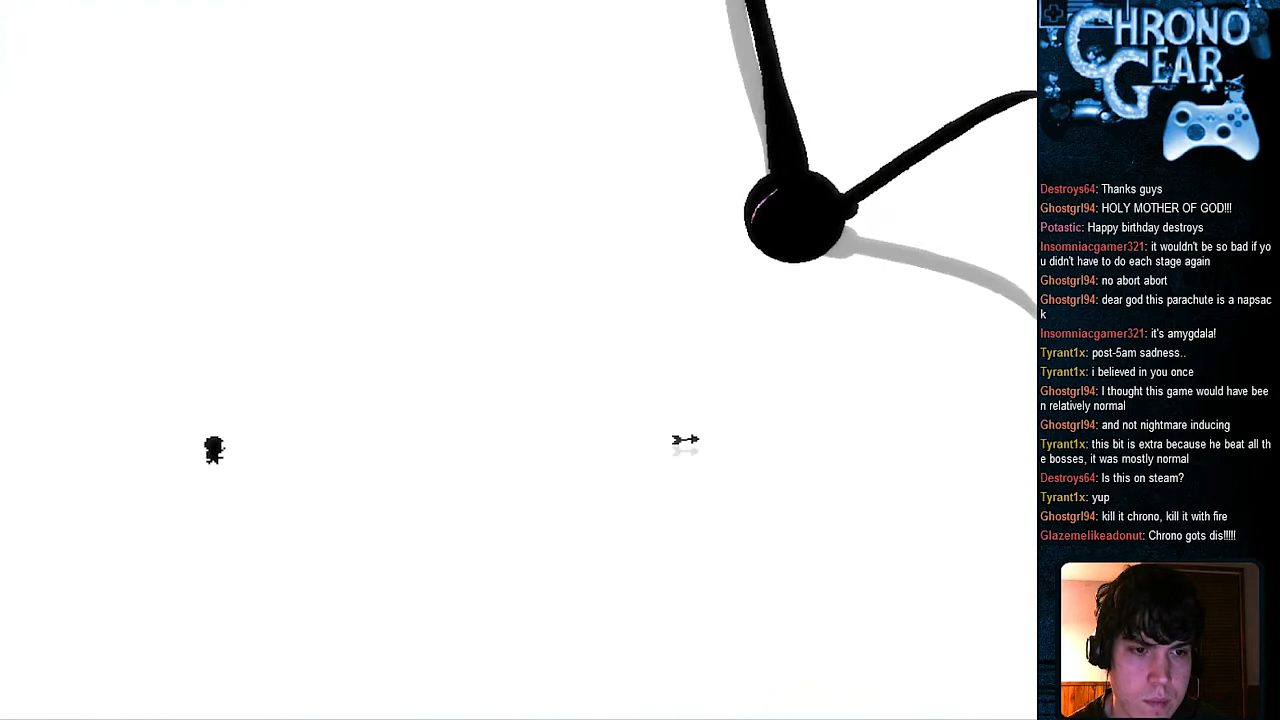 CHRONO
GEAR
Destroys64: Thanks guys
Ghostgrl94: HOLY MOTHER OF GOD!!!
Potastic: Happy birthday destroys
Insomniacgamer321: it wouldn't be so bad if yo
u didn't have to do each stage again
Ghostgrl94: no abort abort
Ghostgrl94: dear god this parachute is a napsac
k
Insomniacgamer321: it's amygdala!
Tyrant1x: post-5am sadness..
Tyrant1x: i believed in you once
Ghostgrl94: I thought this game would have bee
n relatively normal
Ghostgrl94: and not nightmare inducing
Tyrant1x: this bit is extra because he beat all th
e bosses, it was mostly normal
Destroys64: Is this on steam?
Tyrant1x: yup
Ghostgrl94: kill it chrono, kill it with fire
Glazemelikeadonut: Chrono gots dis!!!!!